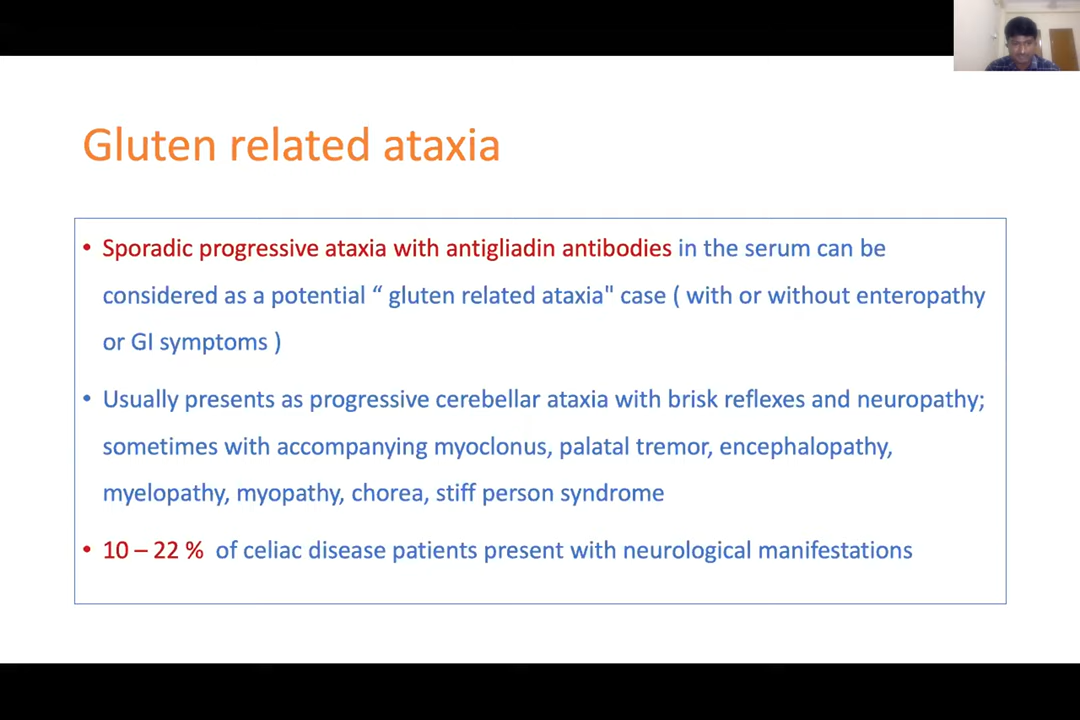 Gluten related ataxia
• Sporadic progressive ataxia with antigliadin antibodies in the serum can be
considered as a potential “ gluten related ataxia" case ( with or without enteropathy
or GI symptoms )
• Usually presents as progressive cerebellar ataxia with brisk reflexes and neuropathy;
sometimes with accompanying myoclonus, palatal tremor, encephalopathy,
myelopathy, myopathy, chorea, stiff person syndrome
• 10 – 22 % of celiac disease patients present with neurological manifestations